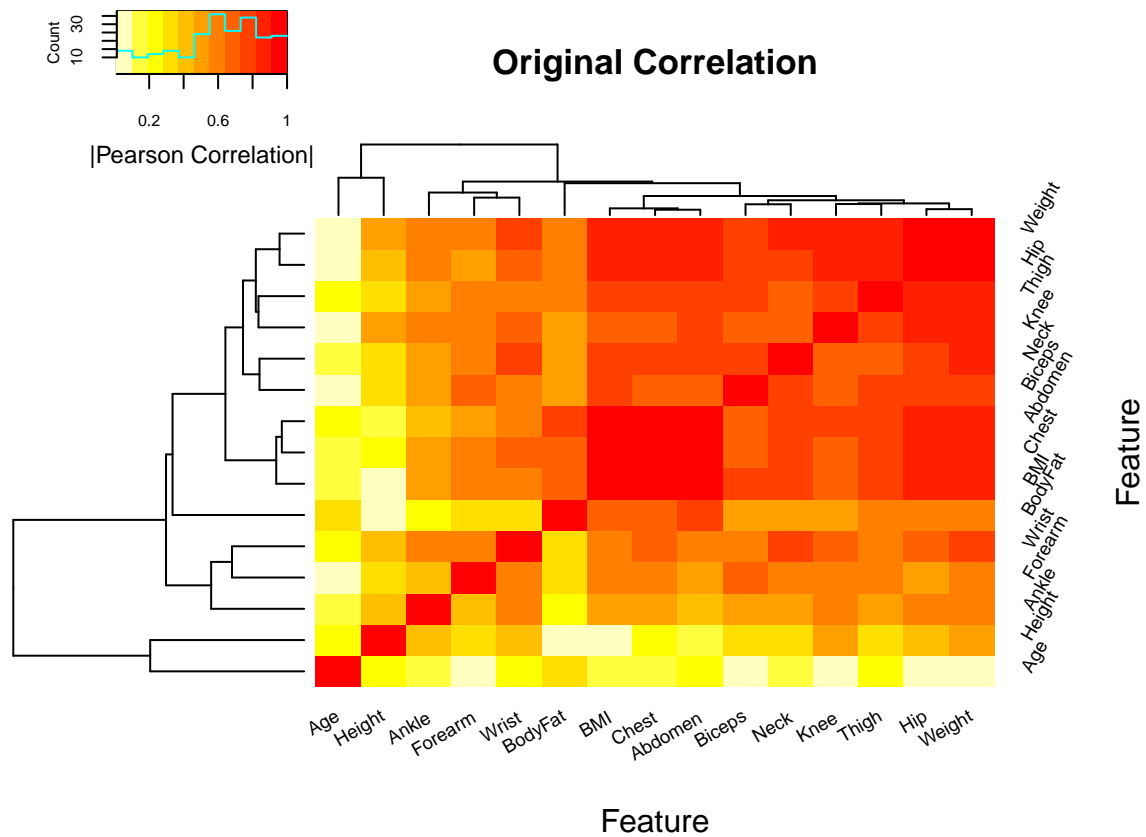 Count
10 30
0.2 0.6 1
|Pearson Correlation|
Original Correlation
Weight
Hip
Thigh
Knee
Neck
Biceps
Abdomen
Chest
BMI
BodyFat
Wrist
Forearm
Ankle
Height
Age
Feature
Age Height Ankle Forearm Wrist BodyFat BMI Chest Abdomen Biceps Neck Knee Thigh Hip Weight
Feature